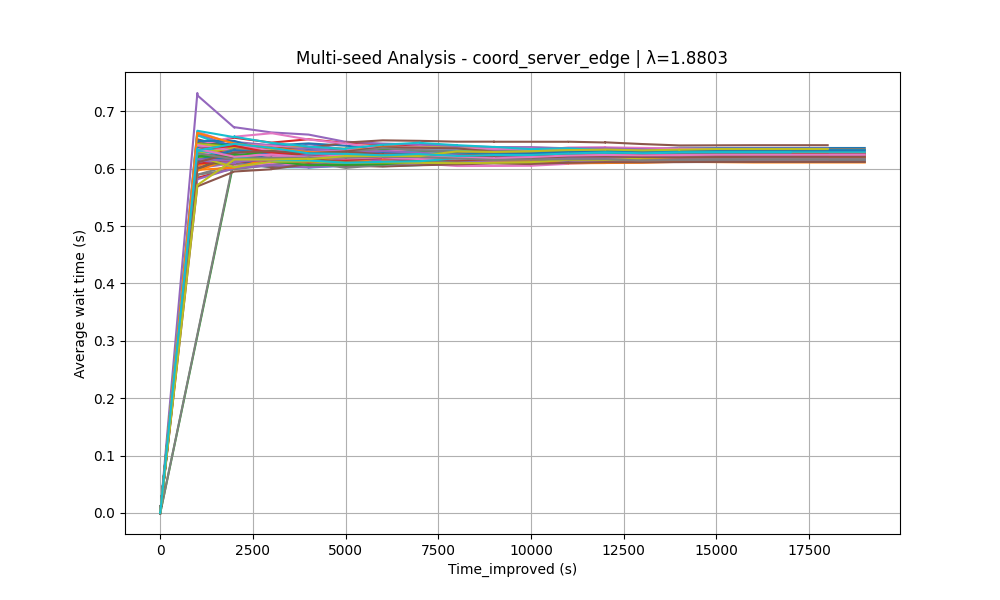 Multi-seed Analysis - coord_server_edge | λ=1.8803
Average wait time (s)
0.7
0.6
0.5
0.4
0.3
0.2
0.1
0.0
0 2500 5000 7500 10000 12500 15000 17500
Time_improved (s)